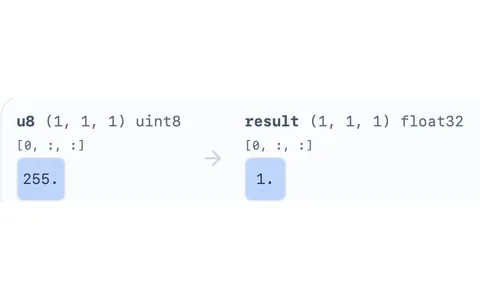 u8 (1, 1, 1) uint8 → result (1, 1, 1) float32
[0, :, :] [0, :, :]
255. 1.